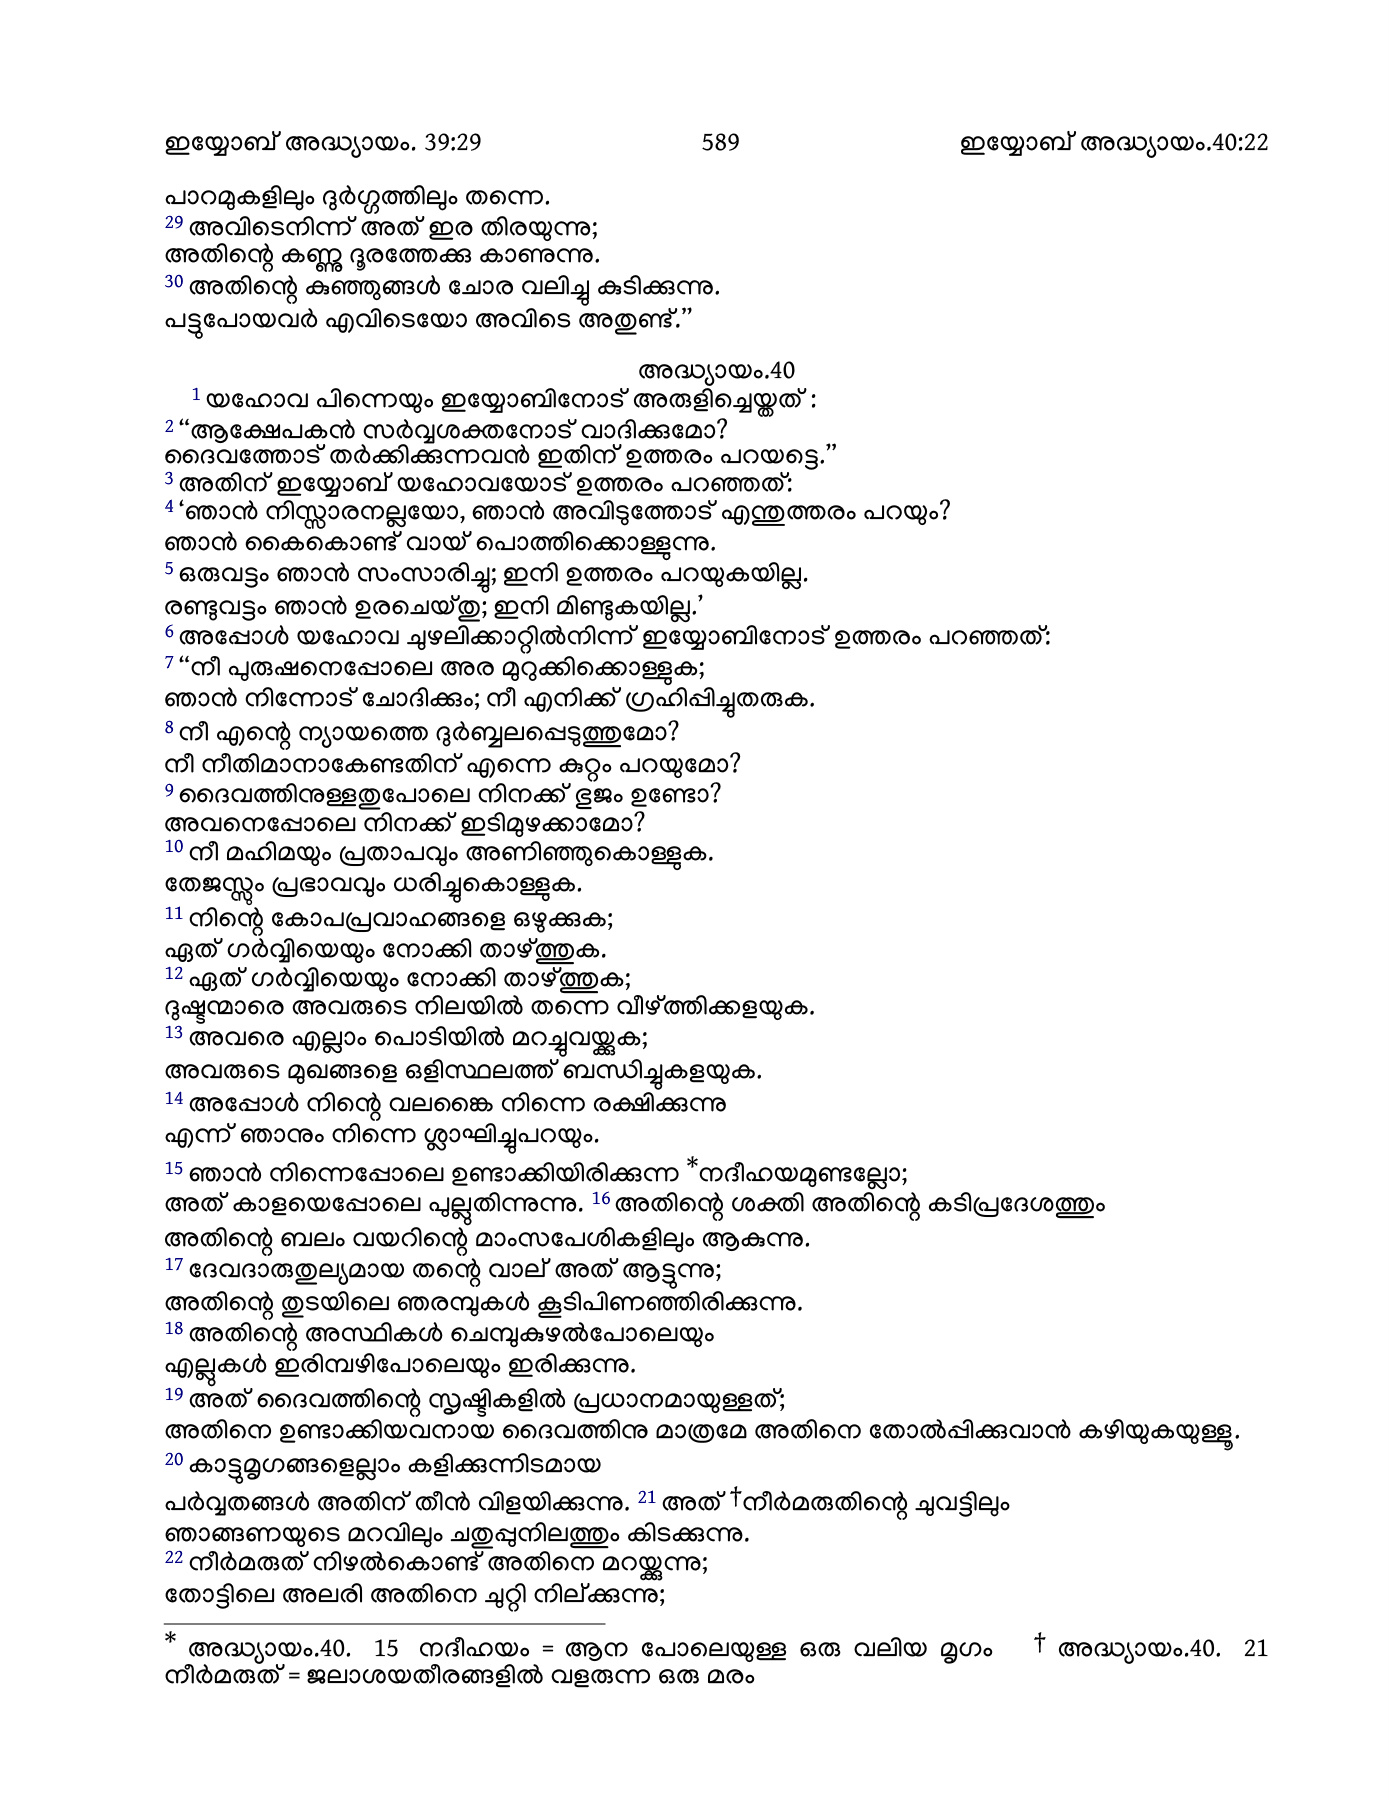 ഇയ്യോബ് അദ്ധ്യായം. 39:29 589 ഇയ്യോബ് അദ്ധ്യായം.40:22
പാറമുകളിലും ദുർഗ്ഗത്തിലും തന്നെ.
29 അവിടെനിന്ന് അത് ഇര തിരയുന്നു;
അതിന്റെ കണ്ണു ദൂരത്തേക്കു കാണുന്നു.
30 അതിന്റെ കുഞ്ഞുങ്ങൾ ചോര വലിച്ചു കുടിക്കുന്നു.
പട്ടുപോയവർ എവിടെയോ അവിടെ അതുണ്ട്.”
അദ്ധ്യായം.40
1 യഹോവ പിന്നെയും ഇയ്യോബിനോട് അരുളിച്ചെയ്തത് :
2 “ആക്ഷേപകൻ സർവ്വശക്തനോട് വാദിക്കുമോ?
ദൈവത്തോട് തർക്കിക്കുന്നവൻ ഇതിന് ഉത്തരം പറയട്ടെ.”
3 അതിന് ഇയ്യോബ് യഹോവയോട് ഉത്തരം പറഞ്ഞത്:
4 ‘ഞാൻ നിസ്സാരനല്ലയോ, ഞാൻ അവിടുത്തോട് എന്തുത്തരം പറയും?
ഞാൻ കൈകൊണ്ട് വായ് പൊത്തിക്കൊള്ളുന്നു.
5 ഒരുവട്ടം ഞാൻ സംസാരിച്ചു; ഇനി ഉത്തരം പറയുകയില്ല.
രണ്ടുവട്ടം ഞാൻ ഉരചെയ്തു; ഇനി മിണ്ടുകയില്ല.’
6 അപ്പോൾ യഹോവ ചുഴലിക്കാറ്റിൽനിന്ന് ഇയ്യോബിനോട് ഉത്തരം പറഞ്ഞത്:
7 “നീ പുരുഷനെപ്പോലെ അര മുറുക്കിക്കൊള്ളുക;
ഞാൻ നിന്നോട് ചോദിക്കും; നീ എനിക്ക് ഗ്രഹിപ്പിച്ചുതരുക.
8 നീ എന്റെ ന്യായത്തെ ദുർബ്ബലപ്പെടുത്തുമോ?
നീ നീതിമാനാകേണ്ടതിന് എന്നെ കുറ്റം പറയുമോ?
9 ദൈവത്തിനുള്ളതുപോലെ നിനക്ക് ഭുജം ഉണ്ടോ?
അവനെപ്പോലെ നിനക്ക് ഇടിമുഴക്കാമോ?
10 നീ മഹിമയും പ്രതാപവും അണിഞ്ഞുകൊള്ളുക.
തേജസ്സും പ്രഭാവവും ധരിച്ചുകൊള്ളുക.
11 നിന്റെ കോപപ്രവാഹങ്ങളെ ഒഴുക്കുക;
ഏത് ഗർവ്വിയെയും നോക്കി താഴ്ത്തുക.
12 ഏത് ഗർവ്വിയെയും നോക്കി താഴ്ത്തുക;
ദുഷ്ടന്മാരെ അവരുടെ നിലയിൽ തന്നെ വീഴ്ത്തിക്കളയുക.
13 അവരെ എല്ലാം പൊടിയിൽ മറച്ചുവയ്ക്കുക;
അവരുടെ മുഖങ്ങളെ ഒളിസ്ഥലത്ത് ബന്ധിച്ചുകളയുക.
14 അപ്പോൾ നിന്റെ വലങ്കൈ നിന്നെ രക്ഷിക്കുന്നു
എന്ന് ഞാനും നിന്നെ ശ്ലാഘിച്ചുപറയും.
15 ഞാൻ നിന്നെപ്പോലെ ഉണ്ടാക്കിയിരിക്കുന്ന *നദീഹയമുണ്ടല്ലോ;
അത് കാളയെപ്പോലെ പുല്ലുതിന്നുന്നു. 16 അതിന്റെ ശക്തി അതിന്റെ കടിപ്രദേശത്തും
അതിന്റെ ബലം വയറിന്റെ മാംസപേശികളിലും ആകുന്നു.
17 ദേവദാരുതുല്യമായ തന്റെ വാല് അത് ആട്ടുന്നു;
അതിന്റെ തുടയിലെ ഞരമ്പുകൾ കൂടിപിണഞ്ഞിരിക്കുന്നു.
18 അതിന്റെ അസ്ഥികൾ ചെമ്പുകുഴൽപോലെയും
എല്ലുകൾ ഇരിമ്പഴിപോലെയും ഇരിക്കുന്നു.
19 അത് ദൈവത്തിന്റെ സൃഷ്ടികളിൽ പ്രധാനമായുള്ളത്;
അതിനെ ഉണ്ടാക്കിയവനായ ദൈവത്തിനു മാത്രമേ അതിനെ തോൽപ്പിക്കുവാൻ കഴിയുകയുള്ളൂ.
20 കാട്ടുമൃഗങ്ങളെല്ലാം കളിക്കുന്നിടമായ
പർവ്വതങ്ങൾ അതിന് തീൻ വിളയിക്കുന്നു. 21 അത് †നീർമരുതിന്റെ ചുവട്ടിലും
ഞാങ്ങണയുടെ മറവിലും ചതുപ്പുനിലത്തും കിടക്കുന്നു.
22 നീർമരുത് നിഴൽകൊണ്ട് അതിനെ മറയ്ക്കുന്നു;
തോട്ടിലെ അലരി അതിനെ ചുറ്റി നില്ക്കുന്നു;
* അദ്ധ്യായം.40. 15 നദീഹയം = ആന പോലെയുള്ള ഒരു വലിയ മൃഗം † അദ്ധ്യായം.40. 21
നീർമരുത് = ജലാശയതീരങ്ങളിൽ വളരുന്ന ഒരു മരം